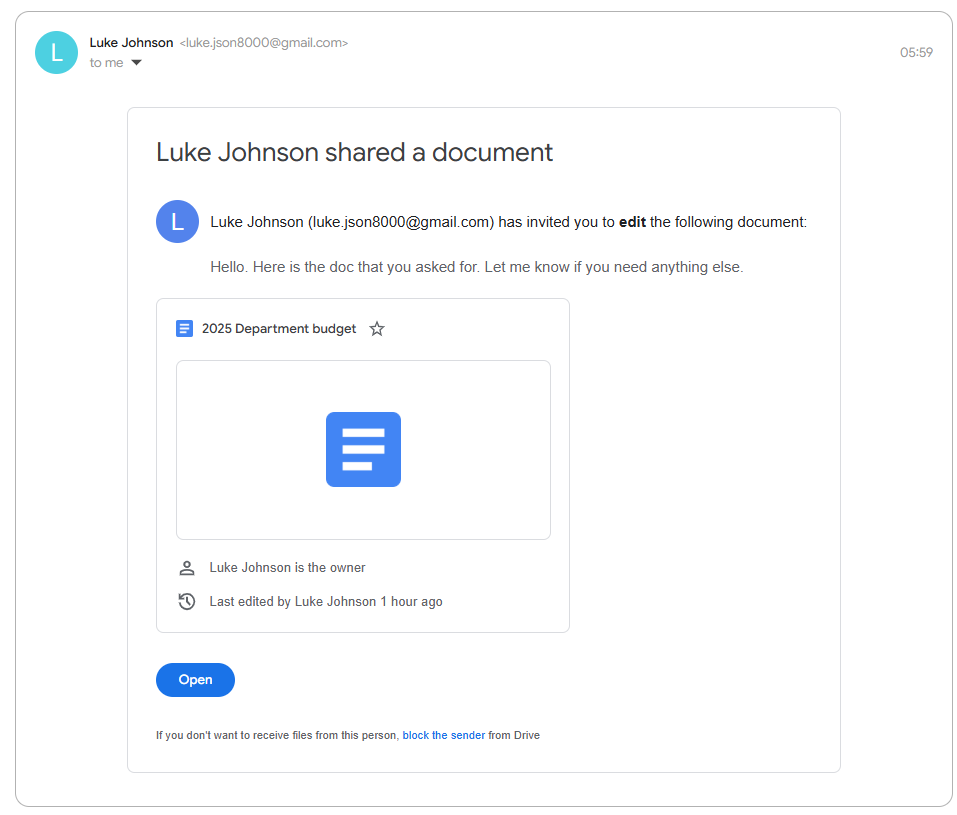 L
Luke Johnson <luke.json8000@gmail.com>
to me
05:59
Luke Johnson shared a document
L
Luke Johnson (luke.json8000@gmail.com) has invited you to edit the following document:
Hello. Here is the doc that you asked for. Let me know if you need anything else.
2025 Department budget
Luke Johnson is the owner
Last edited by Luke Johnson 1 hour ago
Open
If you don't want to receive files from this person, block the sender from Drive